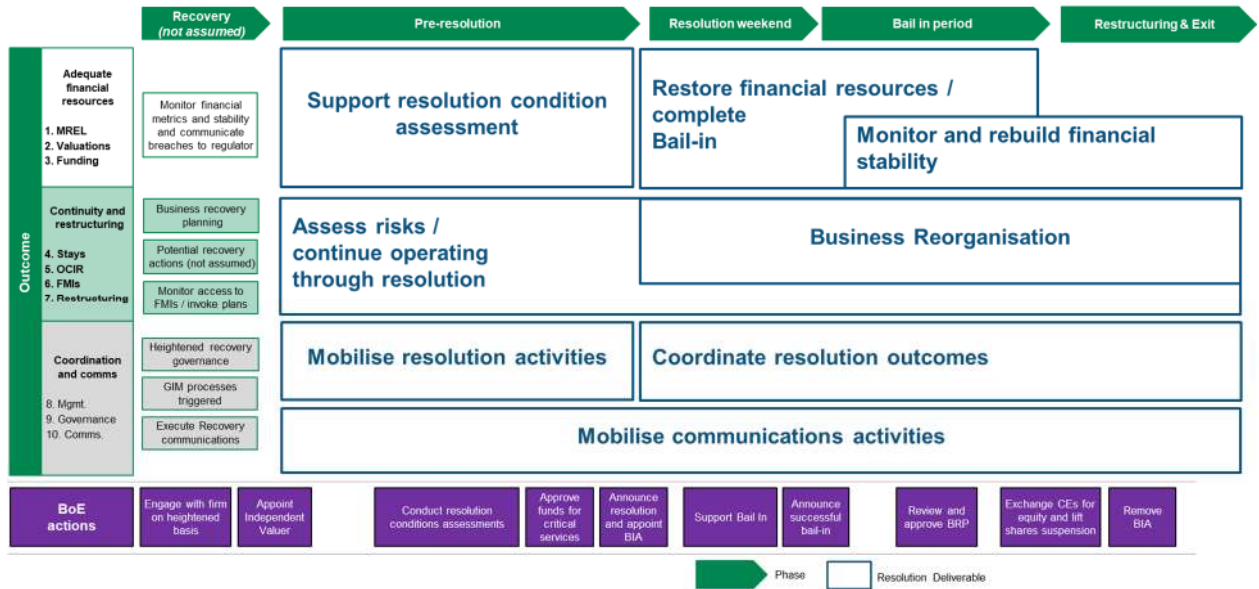 Recovery
(not assumed)
Pre-resolution
Resolution weekend
Bail in period
Restructuring & Exit
Outcome
Adequate
financial
resources
1. MREL
2. Valuations
3. Funding
Monitor financial
metrics and stability
and communicate
breaches to regulator
Support resolution condition
assessment
Restore financial resources /
complete
Bail-in
Monitor and rebuild financial
stability
Continuity and
restructuring
4. Stays
5. OCIR
6. FMIs
7. Restructuring
Business recovery
planning
Potential recovery
actions (not assumed)
Monitor access to
FMIs / invoke plans
Assess risks /
continue operating
through resolution
Business Reorganisation
Coordination
and comms
8. Mgmt.
9. Governance
10. Comms.
Heightened recovery
governance
GIM processes
triggered
Execute Recovery
communications
Mobilise resolution activities
Coordinate resolution outcomes
Mobilise communications activities
BoE
actions
Engage with firm
on heightened
basis
Appoint
Independent
Valuer
Conduct resolution
conditions assessments
Approve
funds for
critical
services
Announce
resolution
and appoint
BIA
Support Bail In
Announce
successful
bail-in
Review and
approve BRP
Exchange CEs for
equity and lift
shares suspension
Remove
BIA
Phase
Resolution Deliverable